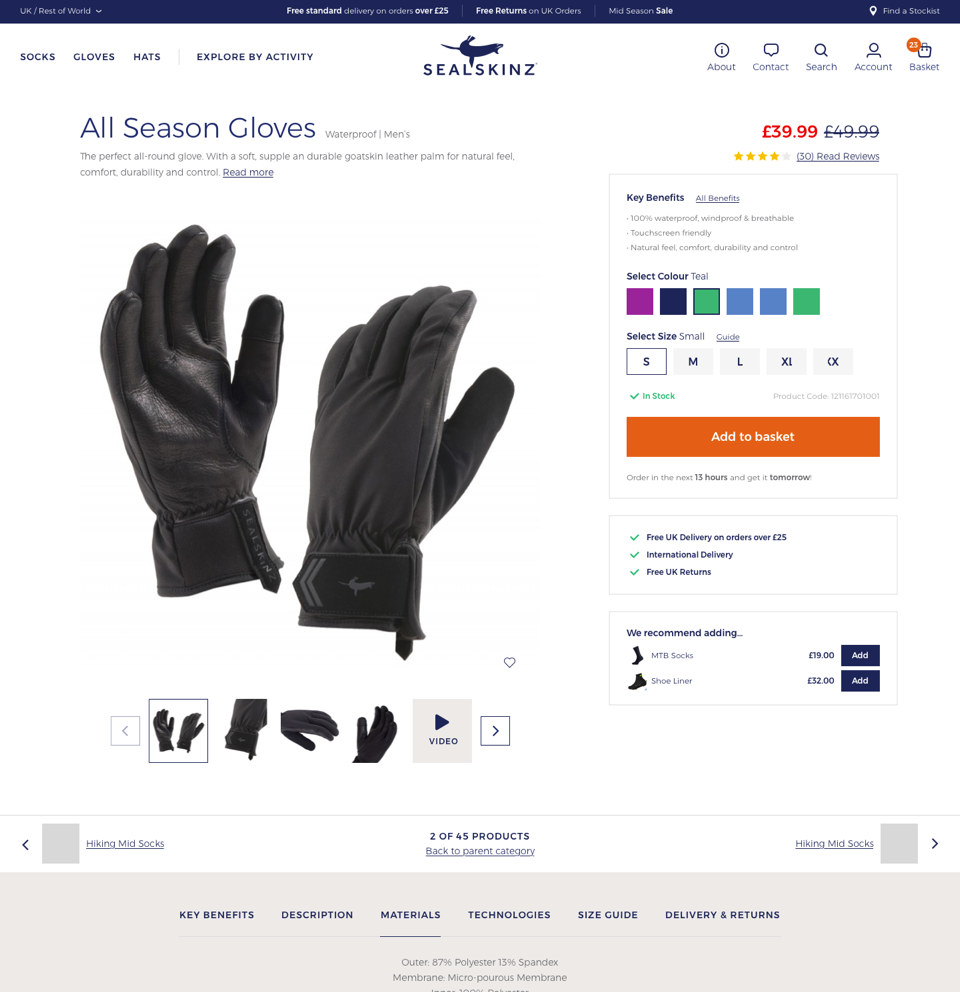 UK / Rest of World
Free standard delivery on orders over £25
Free Returns on UK Orders
Mid Season Sale
Find a Stockist
SOCKS
GLOVES
HATS
EXPLORE BY ACTIVITY
SEALSKINZ
About
Contact
Search
Account
23
Basket
All Season Gloves Waterproof | Men's
The perfect all-round glove. With a soft, supple an durable goatskin leather palm for natural feel,
comfort, durability and control. Read more
£39.99 £49.99
(30) Read Reviews
Key Benefits All Benefits
· 100% waterproof, windproof & breathable
· Touchscreen friendly
· Natural feel, comfort, durability and control
Select Colour Teal
Select Size Small Guide
S
M
L
XL
XX
In Stock
Product Code: 121161701001
Add to basket
Order in the next 13 hours and get it tomorrow!
Free UK Delivery on orders over £25
International Delivery
Free UK Returns
We recommend adding...
MTB Socks £19.00 Add
Shoe Liner £32.00 Add
SEALSKINZ
VIDEO
Hiking Mid Socks
2 OF 45 PRODUCTS
Back to parent category
Hiking Mid Socks
KEY BENEFITS
DESCRIPTION
MATERIALS
TECHNOLOGIES
SIZE GUIDE
DELIVERY & RETURNS
Outer: 87% Polyester 13% Spandex
Membrane: Micro-pourous Membrane
Inner: 100% Polyester